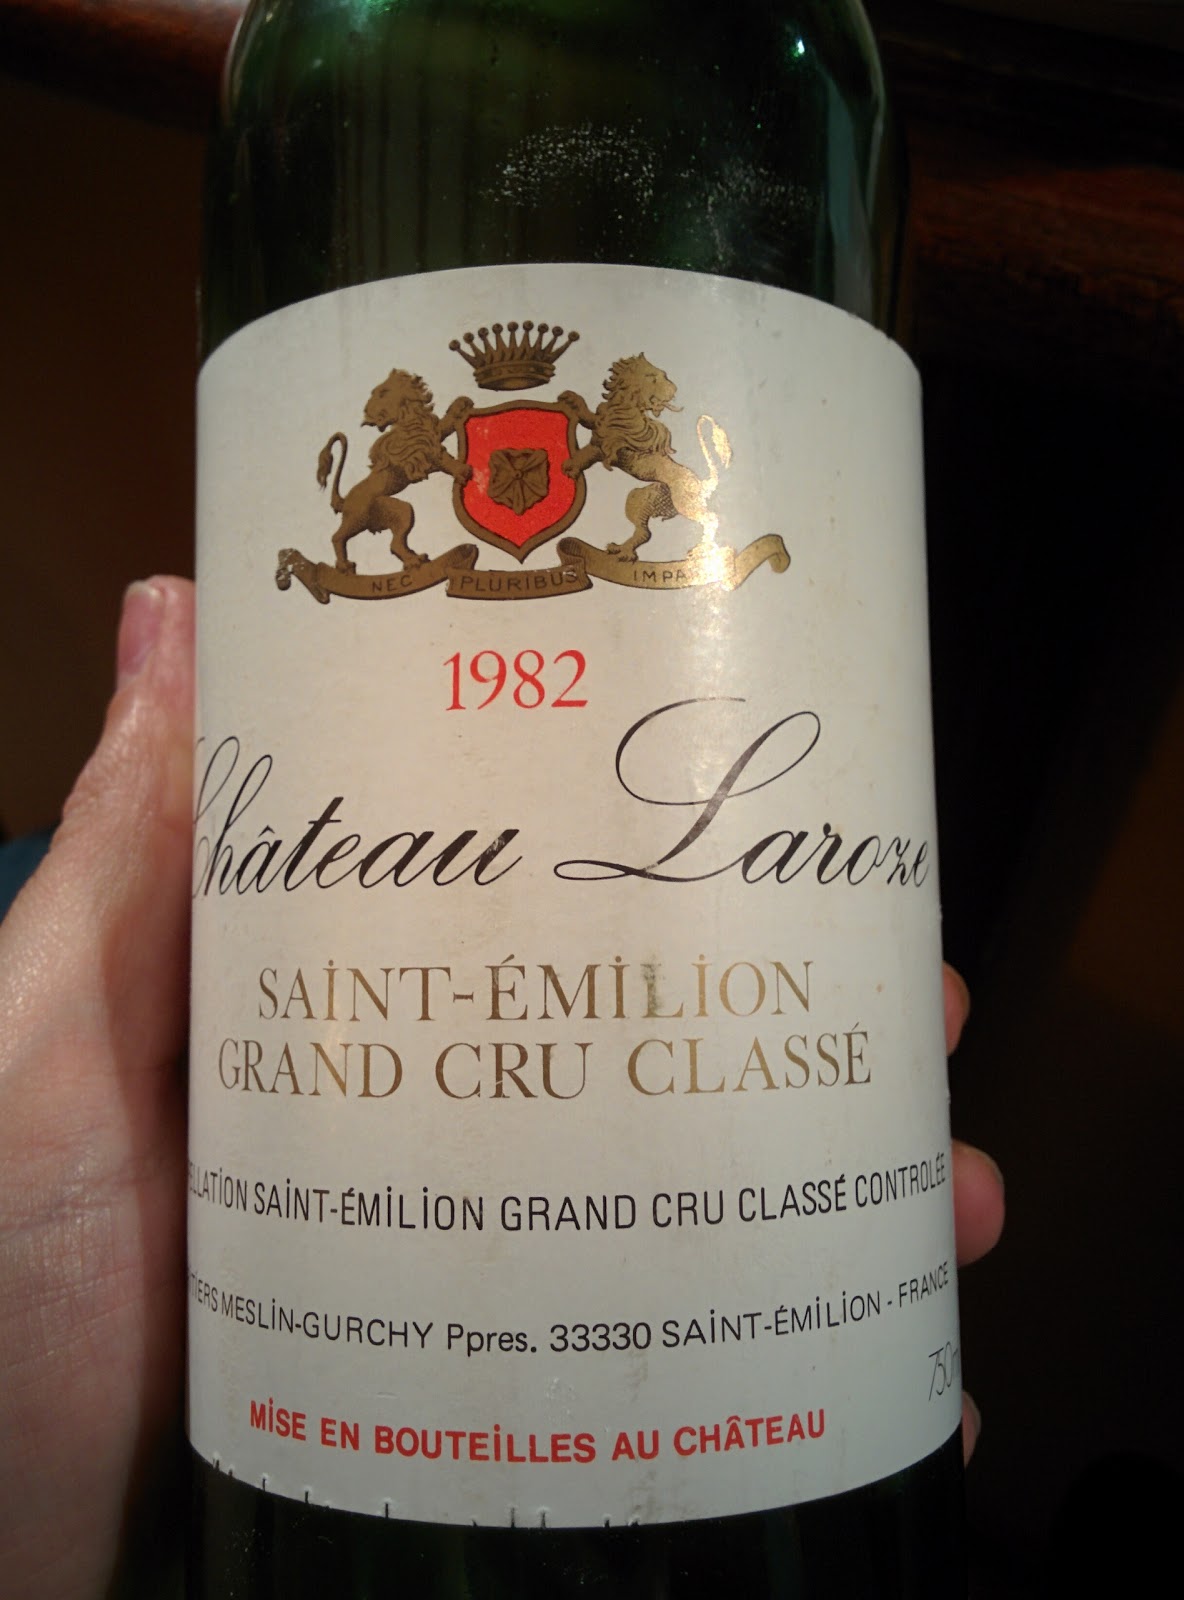 NEC PLURIBUS
1982
Château Laroze
SAINT-ÉMILION
GRAND CRU CLASSÉ
SAINT-ÉMILION GRAND CRU CLASSÉ CONTROLÉE
MESLIN-GURCHY Ppres. 33330 SAINT-ÉMILION - FRANCE
MISE EN BOUTEILLES AU CHÂTEAU